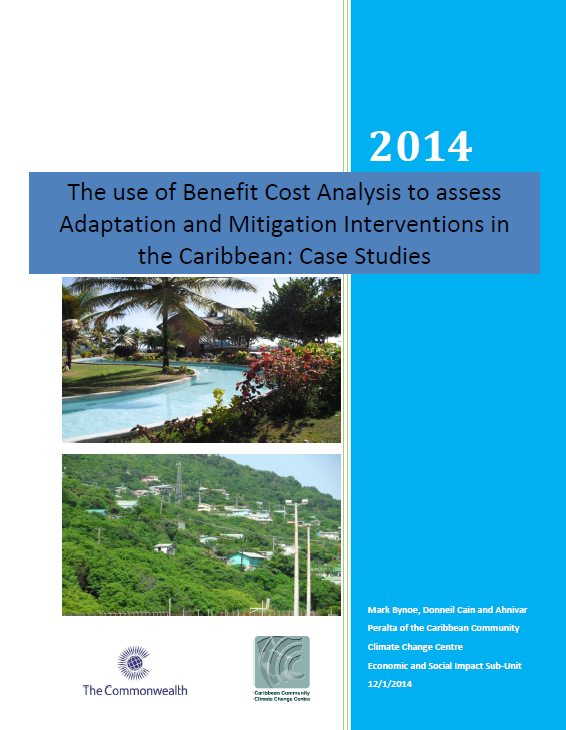 2014
The use of Benefit Cost Analysis to assess
Adaptation and Mitigation Interventions in
the Caribbean: Case Studies
Mark Bynoe, Donneil Cain and Ahnivar
Peralta of the Caribbean Community
Climate Change Centre
Economic and Social Impact Sub-Unit
12/1/2014
The Commonwealth
Caribbean Community
Climate Change Centre